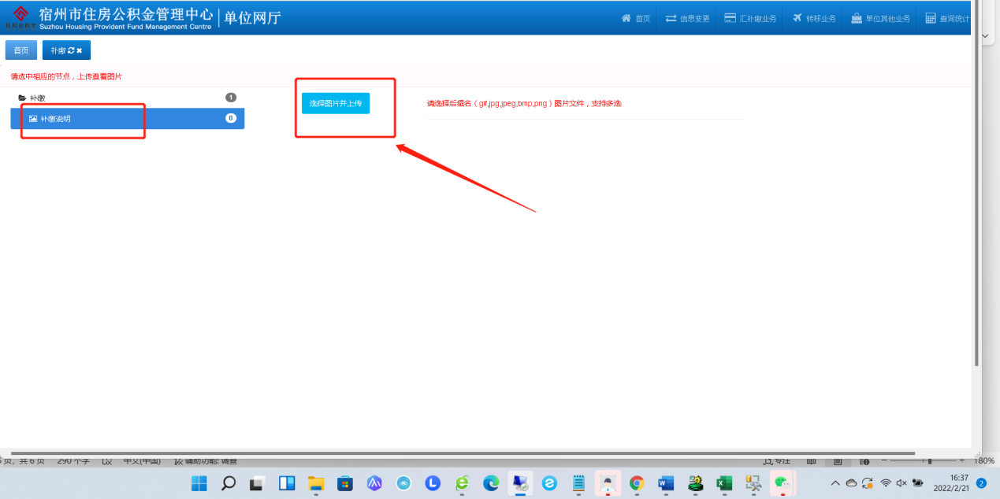 宿州市住房公积金管理中心 单位网厅
Suzhou Housing Provident Fund Management Centre
首页 信息变更 汇补缴业务 转移业务 单位其他业务 查询统计
首页 补缴
请选中相应的节点，上传查看图片
补缴 1
补缴说明 0
选择图片并上传
请选择后缀名（gif,jpg,jpeg,bmp,png）图片文件，支持多选
页，共 6 页 290 个字 中文(中国) 辅助功能: 调查 专注 180%
16:37
2022/2/21 2